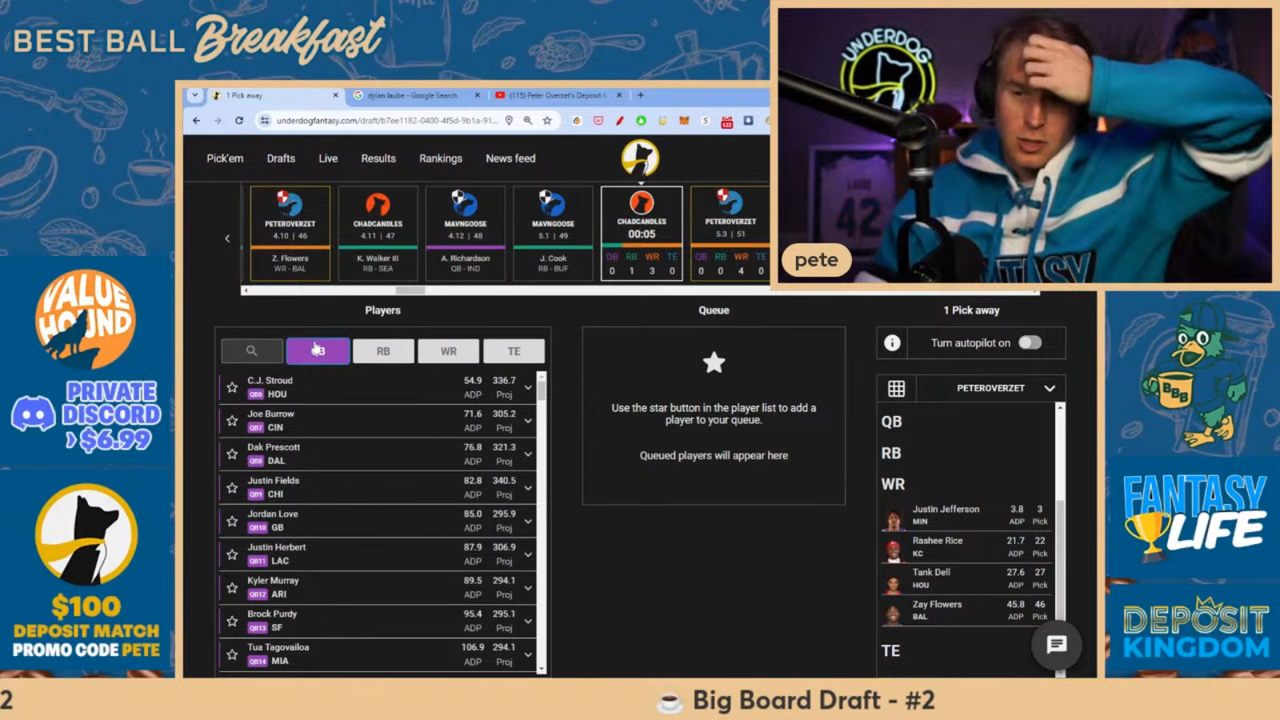 BEST BALL Breakfast
1 Pick away
dylan laube - Google Search
(115) Peter Overzet's Deposit
underdogfantasy.com/draft/b7ee1182-0400-4f5d-9b1a-91...
Pick'em
Drafts
Live
Results
Rankings
News feed
PETEROVERZET
4.10 | 46
Z. Flowers
WR - BAL
CHADCANDLES
4.11 | 47
K. Walker III
RB - SEA
MAVNGOOSE
4.12 | 48
A. Richardson
QB - IND
MAVNGOOSE
5.1 | 49
J. Cook
RB - BUF
CHADCANDLES
00:05
QB RB WR TE
0 1 3 0
PETEROVERZET
5.3 | 51
QB RB WR TE
0 0 4 0
UNDERDOG
LAUBE
42
FANTASY
pete
Players
RB
WR
TE
C.J. Stroud 54.9 336.7
QB6 HOU ADP Proj
Joe Burrow 71.6 305.2
QB7 CIN ADP Proj
Dak Prescott 76.8 321.3
QB8 DAL ADP Proj
Justin Fields 82.8 340.5
QB9 CHI ADP Proj
Jordan Love 85.0 295.9
QB10 GB ADP Proj
Justin Herbert 87.9 306.9
QB11 LAC ADP Proj
Kyler Murray 89.5 294.1
QB12 ARI ADP Proj
Brock Purdy 95.4 295.1
QB13 SF ADP Proj
Tua Tagovailoa 106.9 294.1
QB14 MIA ADP Proj
Queue
Use the star button in the player list to add a
player to your queue.
Queued players will appear here
1 Pick away
Turn autopilot on
PETEROVERZET
QB
RB
WR
Justin Jefferson 3.8 3
MIN ADP Pick
Rashee Rice 21.7 22
KC ADP Pick
Tank Dell 27.6 27
HOU ADP Pick
Zay Flowers 45.8 46
BAL ADP Pick
TE
VALUE
HOUND
PRIVATE
DISCORD
> $6.99
$100
DEPOSIT MATCH
PROMO CODE PETE
BBB
FANTASY
LIFE
DEPOSIT
KINGDOM
2
Big Board Draft - #2